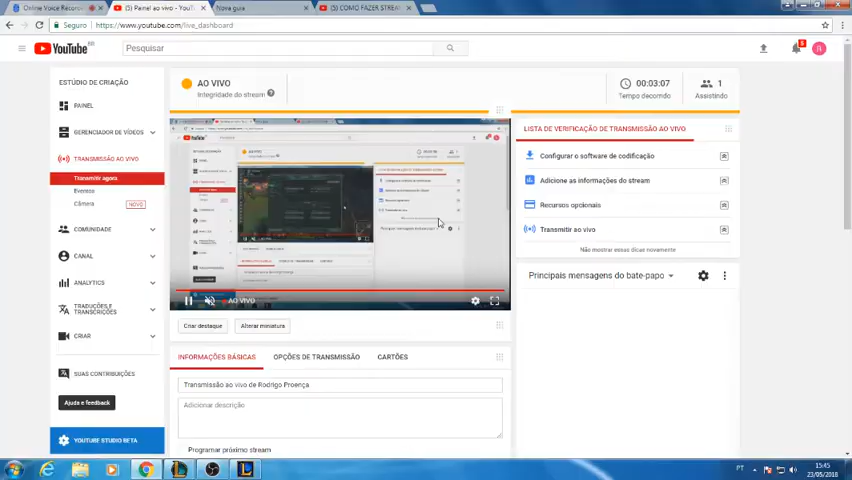 Online Voice Recor
(5) Painel ao vivo - YouTu
Nova guia
(5) COMO FAZER STREA
Seguro
https://www.youtube.com/live_dashboard
YouTube BR
Pesquisar
5
R
ESTÚDIO DE CRIAÇÃO
PAINEL
GERENCIADOR DE VÍDEOS
TRANSMISSÃO AO VIVO
Transmitir agora
Eventos
Câmera
NOVO
COMUNIDADE
CANAL
ANALYTICS
TRADUÇÕES E
TRANSCRIÇÕES
CRIAR
SUAS CONTRIBUIÇÕES
Ajuda e feedback
YOUTUBE STUDIO BETA
AO VIVO
Integridade do stream
00:03:07
Tempo decorrido
1
Assistindo
AO VIVO
Criar destaque
Alterar miniatura
INFORMAÇÕES BÁSICAS
OPÇÕES DE TRANSMISSÃO
CARTÕES
Transmissão ao vivo de Rodrigo Proença
Adicionar descrição
Programar próximo stream
LISTA DE VERIFICAÇÃO DE TRANSMISSÃO AO VIVO
Configurar o software de codificação
Adicione as informações do stream
Recursos opcionais
Transmitir ao vivo
Não mostrar essas dicas novamente
Principais mensagens do bate-papo
PT
15:45
23/05/2018